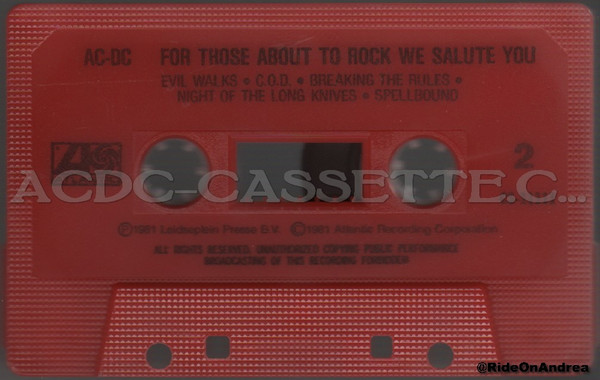 AC-DC FOR THOSE ABOUT TO ROCK WE SALUTE YOU
EVIL WALKS • C.O.D. • BREAKING THE RULES •
NIGHT OF THE LONG KNIVES • SPELLBOUND
2
ACDC-CASSETTE.C...
Ⓟ1981 Leidseplein Presse B.V. ©1981 Atlantic Recording Corporation
ALL RIGHTS RESERVED. UNAUTHORIZED COPYING PUBLIC PERFORMANCE
BROADCASTING OF THIS RECORDING FORBIDDEN
@RideOnAndrea